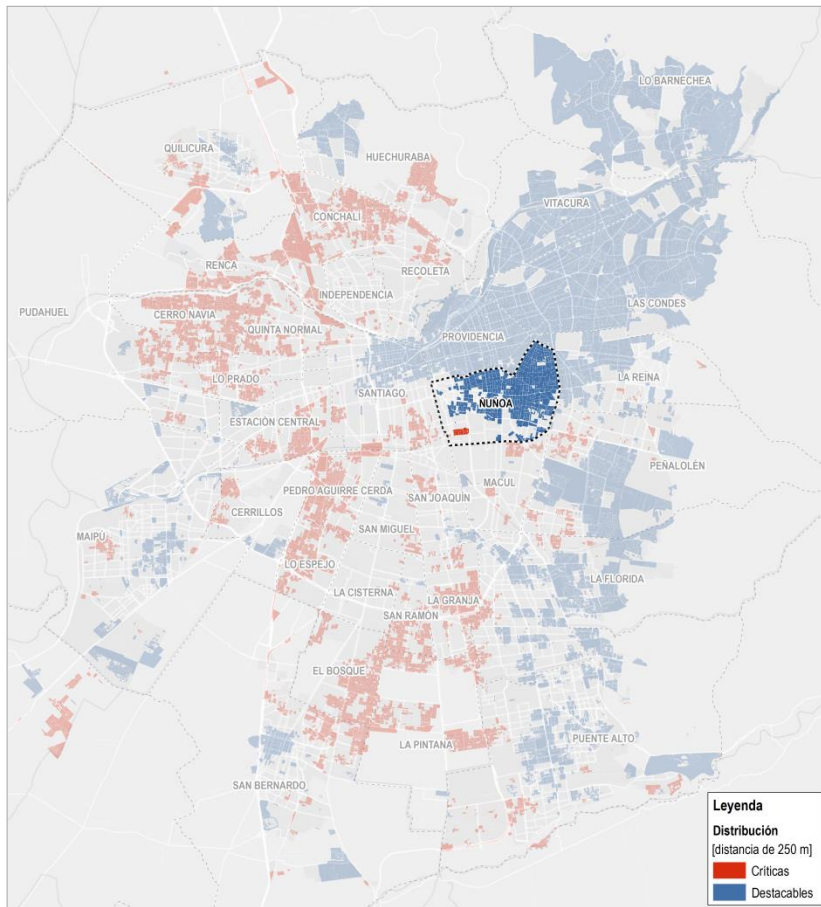 LO BARNECHEA
QUILICURA
HUECHURABA
VITACURA
CONCHALÍ
RENCA
RECOLETA
INDEPENDENCIA
LAS CONDES
PUDAHUEL
CERRO NAVIA
QUINTA NORMAL
PROVIDENCIA
LO PRADO
LA REINA
SANTIAGO
ÑUÑOA
ESTACIÓN CENTRAL
PEÑALOLÉN
MACUL
PEDRO AGUIRRE CERDA
SAN JOAQUÍN
CERRILLOS
SAN MIGUEL
MAIPÚ
LO ESPEJO
LA FLORIDA
LA CISTERNA
LA GRANJA
SAN RAMÓN
EL BOSQUE
PUENTE ALTO
LA PINTANA
SAN BERNARDO
Leyenda
Distribución
[distancia de 250 m]
Críticas
Destacables